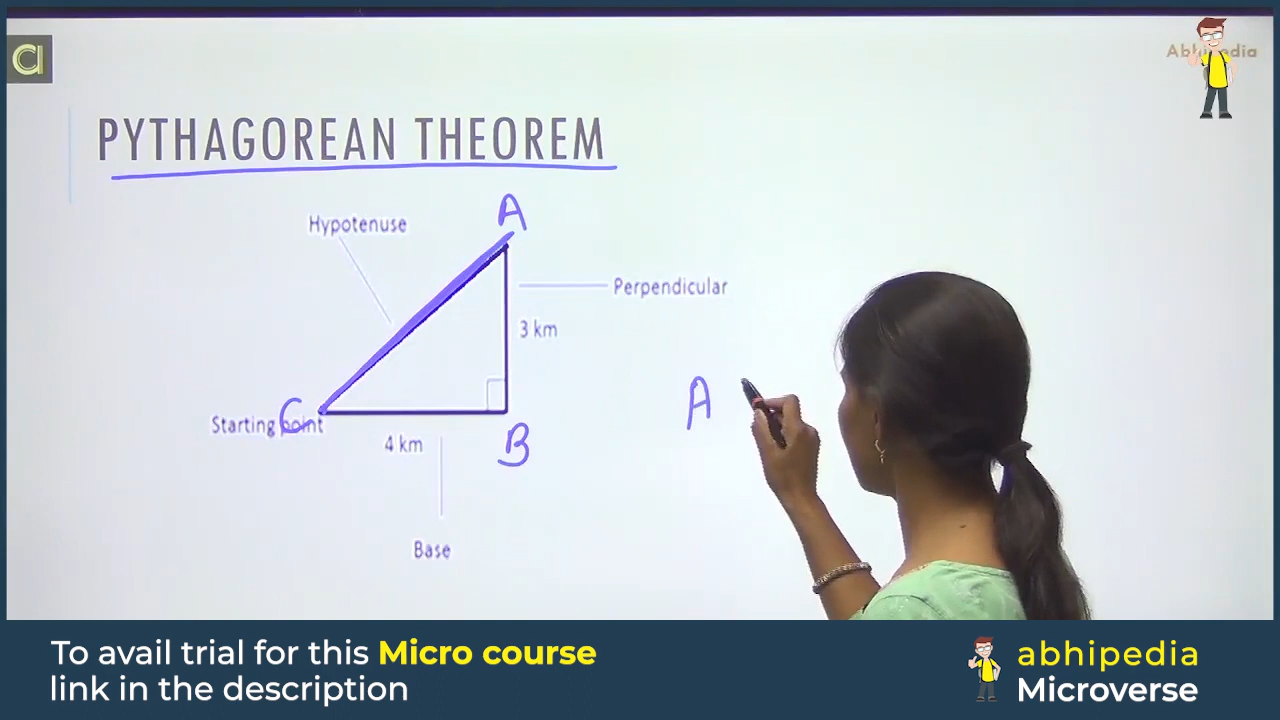 a
Abhipedia
PYTHAGOREAN THEOREM
A
Hypotenuse
Perpendicular
3 km
A
C
Starting point
4 km
B
Base
To avail trial for this Micro course
link in the description
abhipedia
Microverse